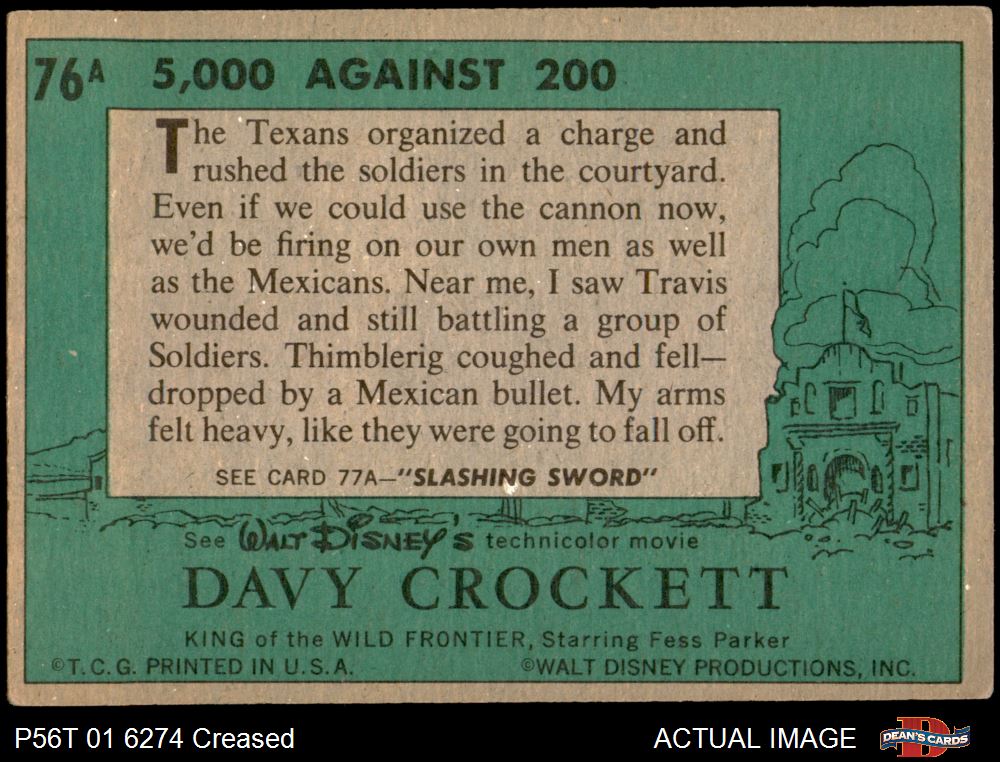 76A 5,000 AGAINST 200
The Texans organized a charge and
rushed the soldiers in the courtyard.
Even if we could use the cannon now,
we'd be firing on our own men as well
as the Mexicans. Near me, I saw Travis
wounded and still battling a group of
Soldiers. Thimblerig coughed and fell—
dropped by a Mexican bullet. My arms
felt heavy, like they were going to fall off.
SEE CARD 77A—"SLASHING SWORD"
See WALT DISNEY'S technicolor movie
DAVY CROCKETT
KING of the WILD FRONTIER, Starring Fess Parker
©T.C.G. PRINTED IN U.S.A. ©WALT DISNEY PRODUCTIONS, INC.
P56T 01 6274 Creased ACTUAL IMAGE DEAN'S CARDS